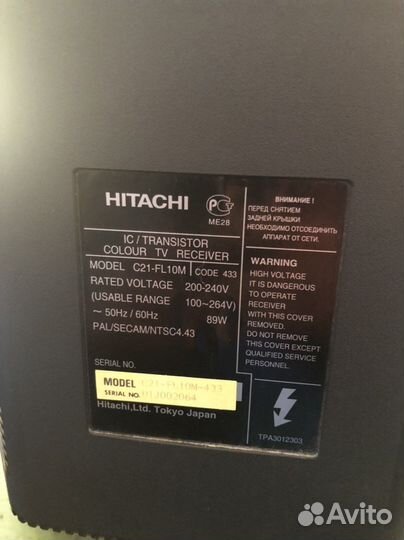 HITACHI
РСТ
ME28
IC / TRANSISTOR
COLOUR TV RECEIVER
MODEL C21-FL10M CODE 433
RATED VOLTAGE 200-240V
(USABLE RANGE 100~264V)
~ 50Hz / 60Hz 89W
PAL/SECAM/NTSC4.43
SERIAL NO.
MODEL C21-FL10M-433
SERIAL NO.
Hitachi,Ltd. Tokyo Japan
ВНИМАНИЕ !
ПЕРЕД СНЯТИЕМ
ЗАДНЕЙ КРЫШКИ
НЕОБХОДИМО ОТСОЕДИНИТЬ
АППАРАТ ОТ СЕТИ.
WARNING
HIGH VOLTAGE
IT IS DANGEROUS
TO OPERATE
RECEIVER
WITH THIS COVER
REMOVED.
DO NOT REMOVE
THIS COVER EXCEPT
QUALIFIED SERVICE
PERSONNEL.
TPA3012303
Avito